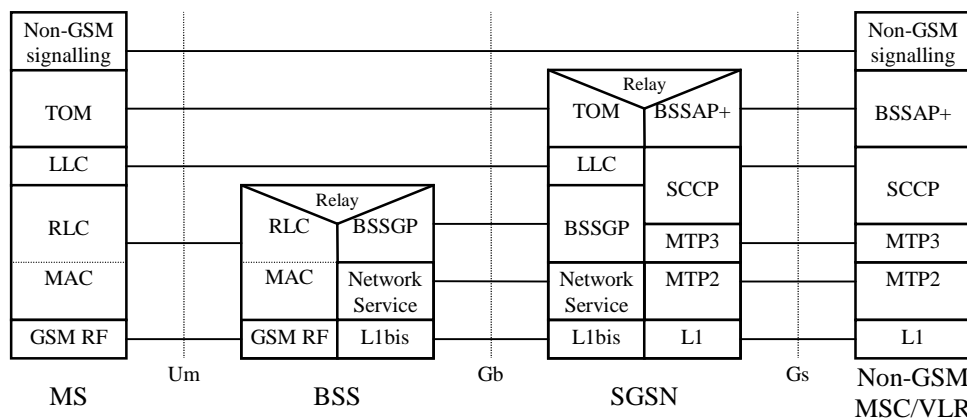 Non-GSM
signalling
TOM
LLC
RLC
MAC
GSM RF
MS
Um
Relay
RLC
BSSGP
MAC
Network
Service
GSM RF
L1bis
BSS
Gb
Relay
TOM
BSSAP+
LLC
SCCP
BSSGP
MTP3
Network
Service
MTP2
L1bis
L1
SGSN
Gs
Non-GSM
signalling
BSSAP+
SCCP
MTP3
MTP2
L1
Non-GSM
MSC/VLR